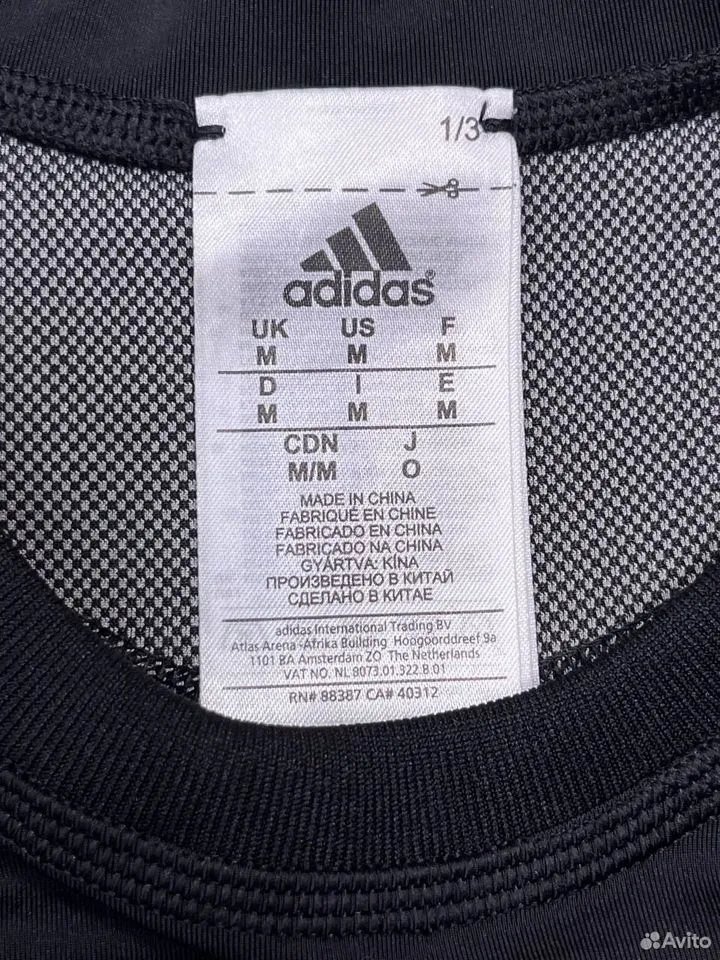 1/3
adidas®
UK US F
M M M
D I E
M M M
CDN J
M/M O
MADE IN CHINA
FABRIQUÉ EN CHINE
FABRICADO EN CHINA
FABRICADO NA CHINA
GYÁRTVA: KÍNA
ПРОИЗВЕДЕНО В КИТАЙ
СДЕЛАНО В КИТАЕ
adidas International Trading BV
Atlas Arena -Afrika Building Hoogoorddreef 9a
1101 BA Amsterdam ZO The Netherlands
VAT NO. NL 8073.01.322.B.01
RN# 88387 CA# 40312
Avito